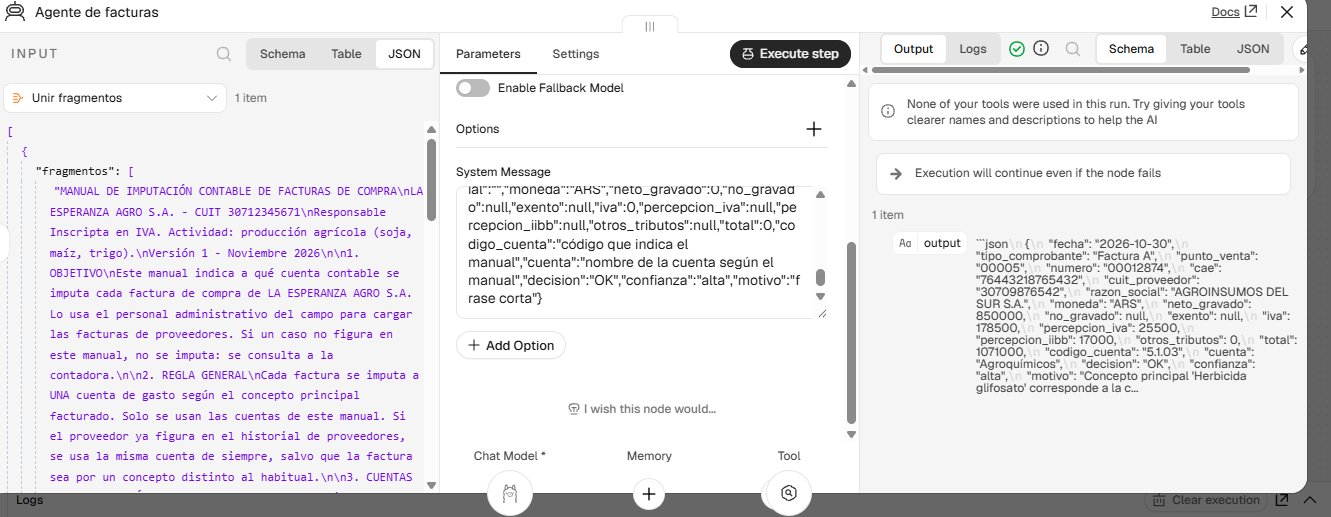 Agente de facturas
Docs
INPUT
Schema
Table
JSON
Unir fragmentos
1 item
[
{
"fragmentos": [
"MANUAL DE IMPUTACIÓN CONTABLE DE FACTURAS DE COMPRA\nLA
ESPERANZA AGRO S.A. - CUIT 30712345671\nResponsable
Inscripta en IVA. Actividad: producción agrícola (soja,
maíz, trigo).\nVersión 1 - Noviembre 2026\n\n1.
OBJETIVO\nEste manual indica a qué cuenta contable se
imputa cada factura de compra de LA ESPERANZA AGRO S.A.
Lo usa el personal administrativo del campo para cargar
las facturas de proveedores. Si un caso no figura en
este manual, no se imputa: se consulta a la
contadora.\n\n2. REGLA GENERAL\nCada factura se imputa a
UNA cuenta de gasto según el concepto principal
facturado. Solo se usan las cuentas de este manual. Si
el proveedor ya figura en el historial de proveedores,
se usa la misma cuenta de siempre, salvo que la factura
sea por un concepto distinto al habitual.\n\n3. CUENTAS
Parameters
Settings
Execute step
Enable Fallback Model
Options
System Message
ial":"","moneda":"ARS","neto_gravado":0,"no_gravad
o":null,"exento":null,"iva":0,"percepcion_iva":null,"pe
rcepcion_iibb":null,"otros_tributos":null,"total":0,"co
digo_cuenta":"código que indica el
manual","cuenta":"nombre de la cuenta según el
manual","decision":"OK","confianza":"alta","motivo":"f
rase corta"}
Add Option
I wish this node would...
Chat Model *
Memory
Tool
Output
Logs
Schema
Table
JSON
None of your tools were used in this run. Try giving your tools
clearer names and descriptions to help the AI
Execution will continue even if the node fails
1 item
output
```json\n{\n "fecha": "2026-10-30",\n
"tipo_comprobante": "Factura A",\n "punto_venta":
"00005",\n "numero": "00012874",\n "cae":
"76443218765432",\n "cuit_proveedor":
"30709876542",\n "razon_social": "AGROINSUMOS DEL
SUR S.A.",\n "moneda": "ARS",\n "neto_gravado":
850000,\n "no_gravado": null,\n "exento": null,\n "iva":
178500,\n "percepcion_iva": 25500,\n
"percepcion_iibb": 17000,\n "otros_tributos": 0,\n "total":
1071000,\n "codigo_cuenta": "5.1.03",\n "cuenta":
"Agroquímicos",\n "decision": "OK",\n "confianza":
"alta",\n "motivo": "Concepto principal 'Herbicida
glifosato' corresponde a la c...
Logs
Clear execution